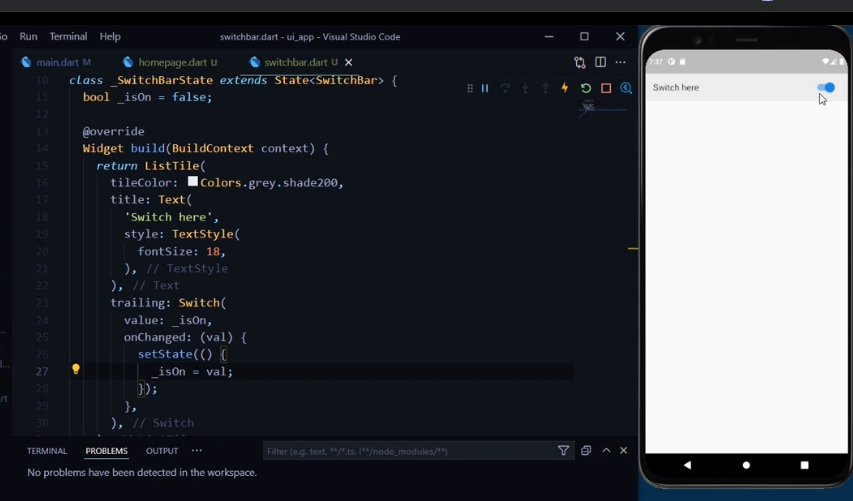 Run Terminal Help
switchbar.dart - ui_app - Visual Studio Code
main.dart M
homepage.dart U
switchbar.dart U
10 class _SwitchBarState extends State<SwitchBar> {
11 bool _isOn = false;
12
13 @override
14 Widget build(BuildContext context) {
15 return ListTile(
16 tileColor: Colors.grey.shade200,
17 title: Text(
18 'Switch here',
19 style: TextStyle(
20 fontSize: 18,
21 ), // TextStyle
22 ), // Text
23 trailing: Switch(
24 value: _isOn,
25 onChanged: (val) {
26 setState(() {
27 _isOn = val;
28 });
29 },
30 ), // Switch
TERMINAL PROBLEMS OUTPUT ···
Filter (e.g. text, **/*.ts, !**/node_modules/**)
No problems have been detected in the workspace.
7:37
Switch here